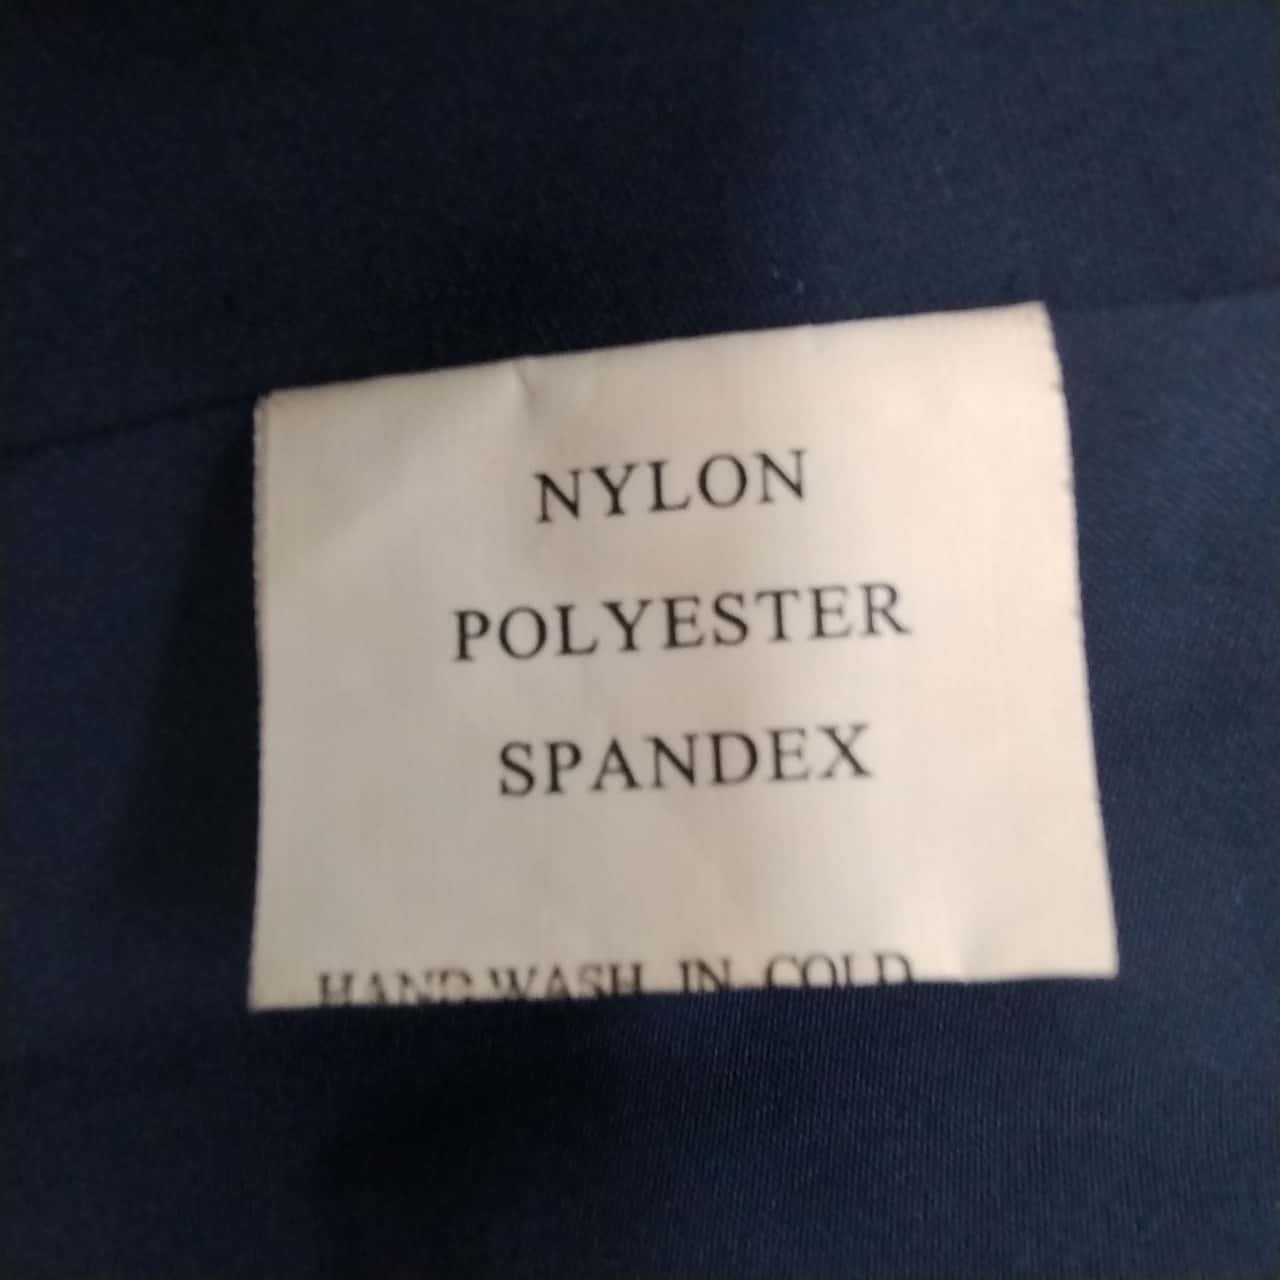 NYLON
POLYESTER
SPANDEX
HAND WASH IN COLD